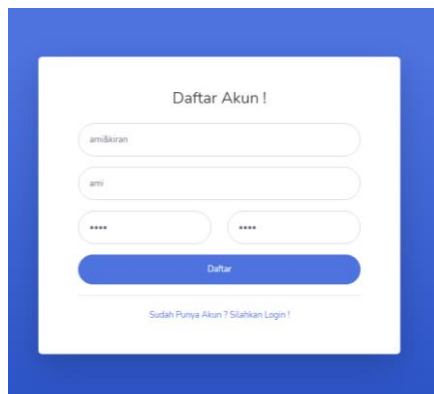 Daftar Akun !
ami&kiran
ami
•••• ••••
Daftar
Sudah Punya Akun ? Silahkan Login !